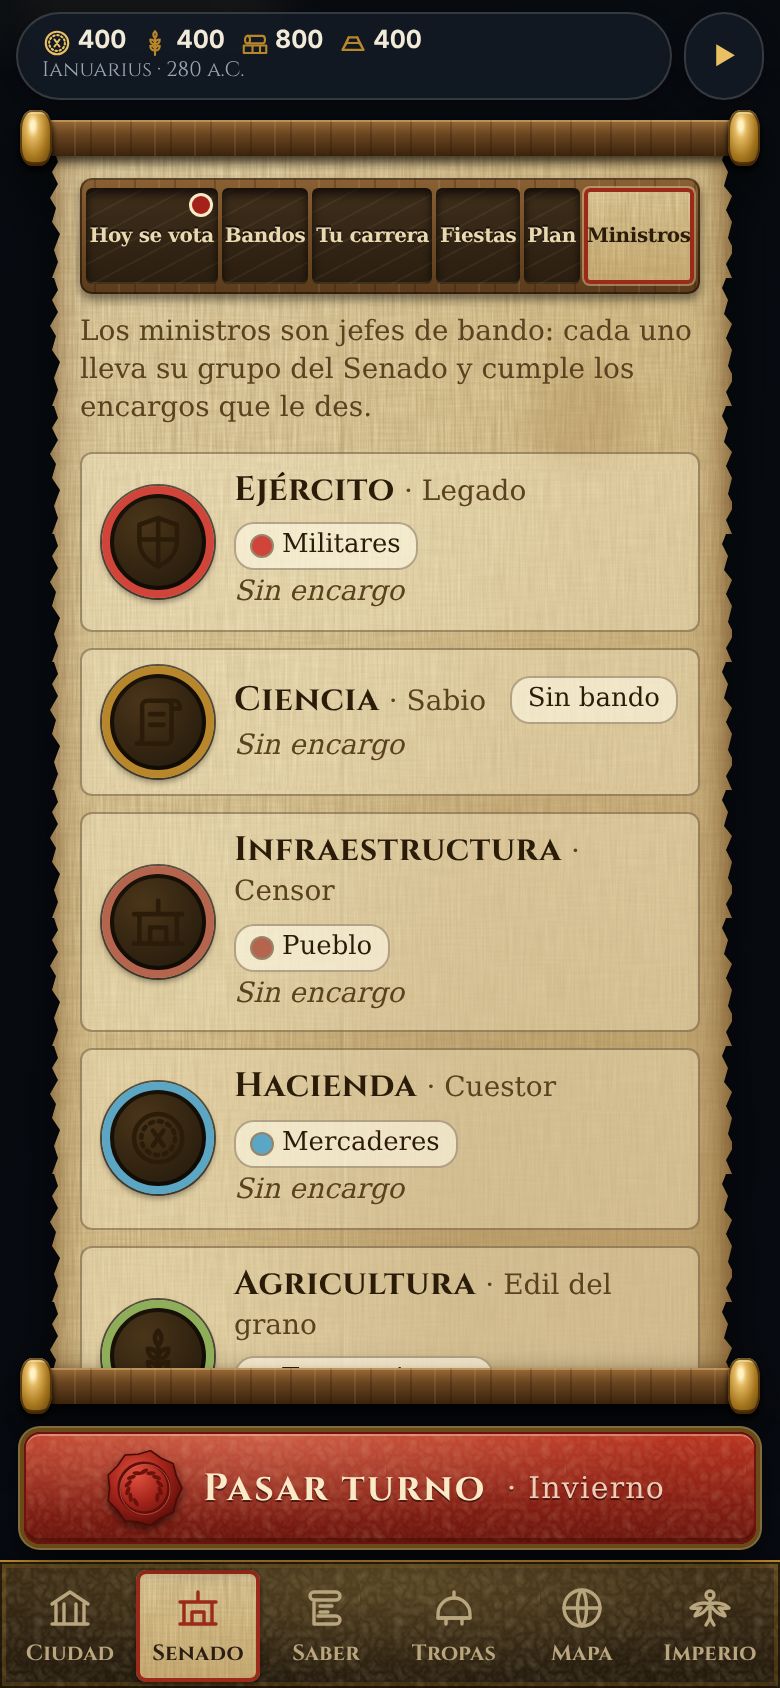 400 400 800 400
Ianuarius · 280 a.C.
Hoy se vota Bandos Tu carrera Fiestas Plan Ministros
Los ministros son jefes de bando: cada uno
lleva su grupo del Senado y cumple los
encargos que le des.
Ejército · Legado
Militares
Sin encargo
Ciencia · Sabio Sin bando
Sin encargo
Infraestructura ·
Censor
Pueblo
Sin encargo
Hacienda · Cuestor
Mercaderes
Sin encargo
Agricultura · Edil del
grano
Pasar turno · Invierno
Ciudad Senado Saber Tropas Mapa Imperio